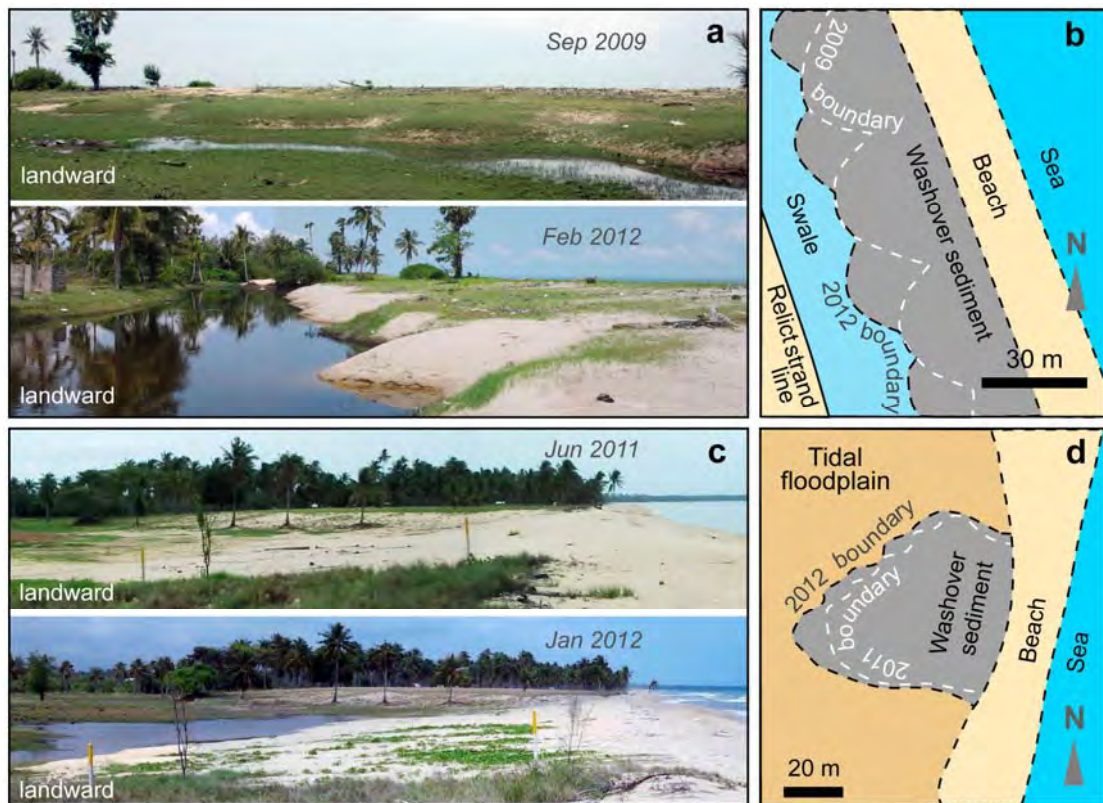 a
Sep 2009
landward
Feb 2012
landward
b
2009
boundary
Washover sediment
Beach
Sea
Swale
2012 boundary
Relict strand
line
N
30 m
c
Jun 2011
landward
Jan 2012
landward
d
Tidal
floodplain
2012 boundary
boundary
2011
Washover
sediment
Beach
Sea
N
20 m